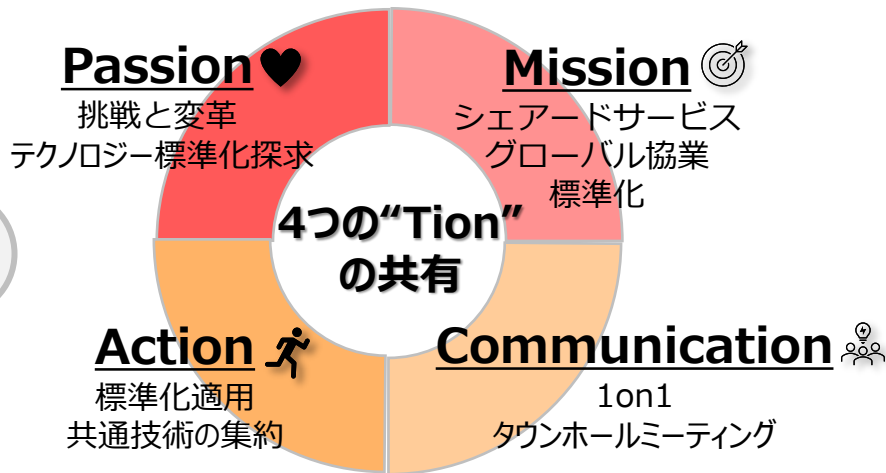 Passion
挑戦と変革
テクノロジー標準化探求
Mission
シェアードサービス
グローバル協業
標準化
4つの“Tion”
の共有
Action
標準化適用
共通技術の集約
Communication
1on1
タウンホールミーティング